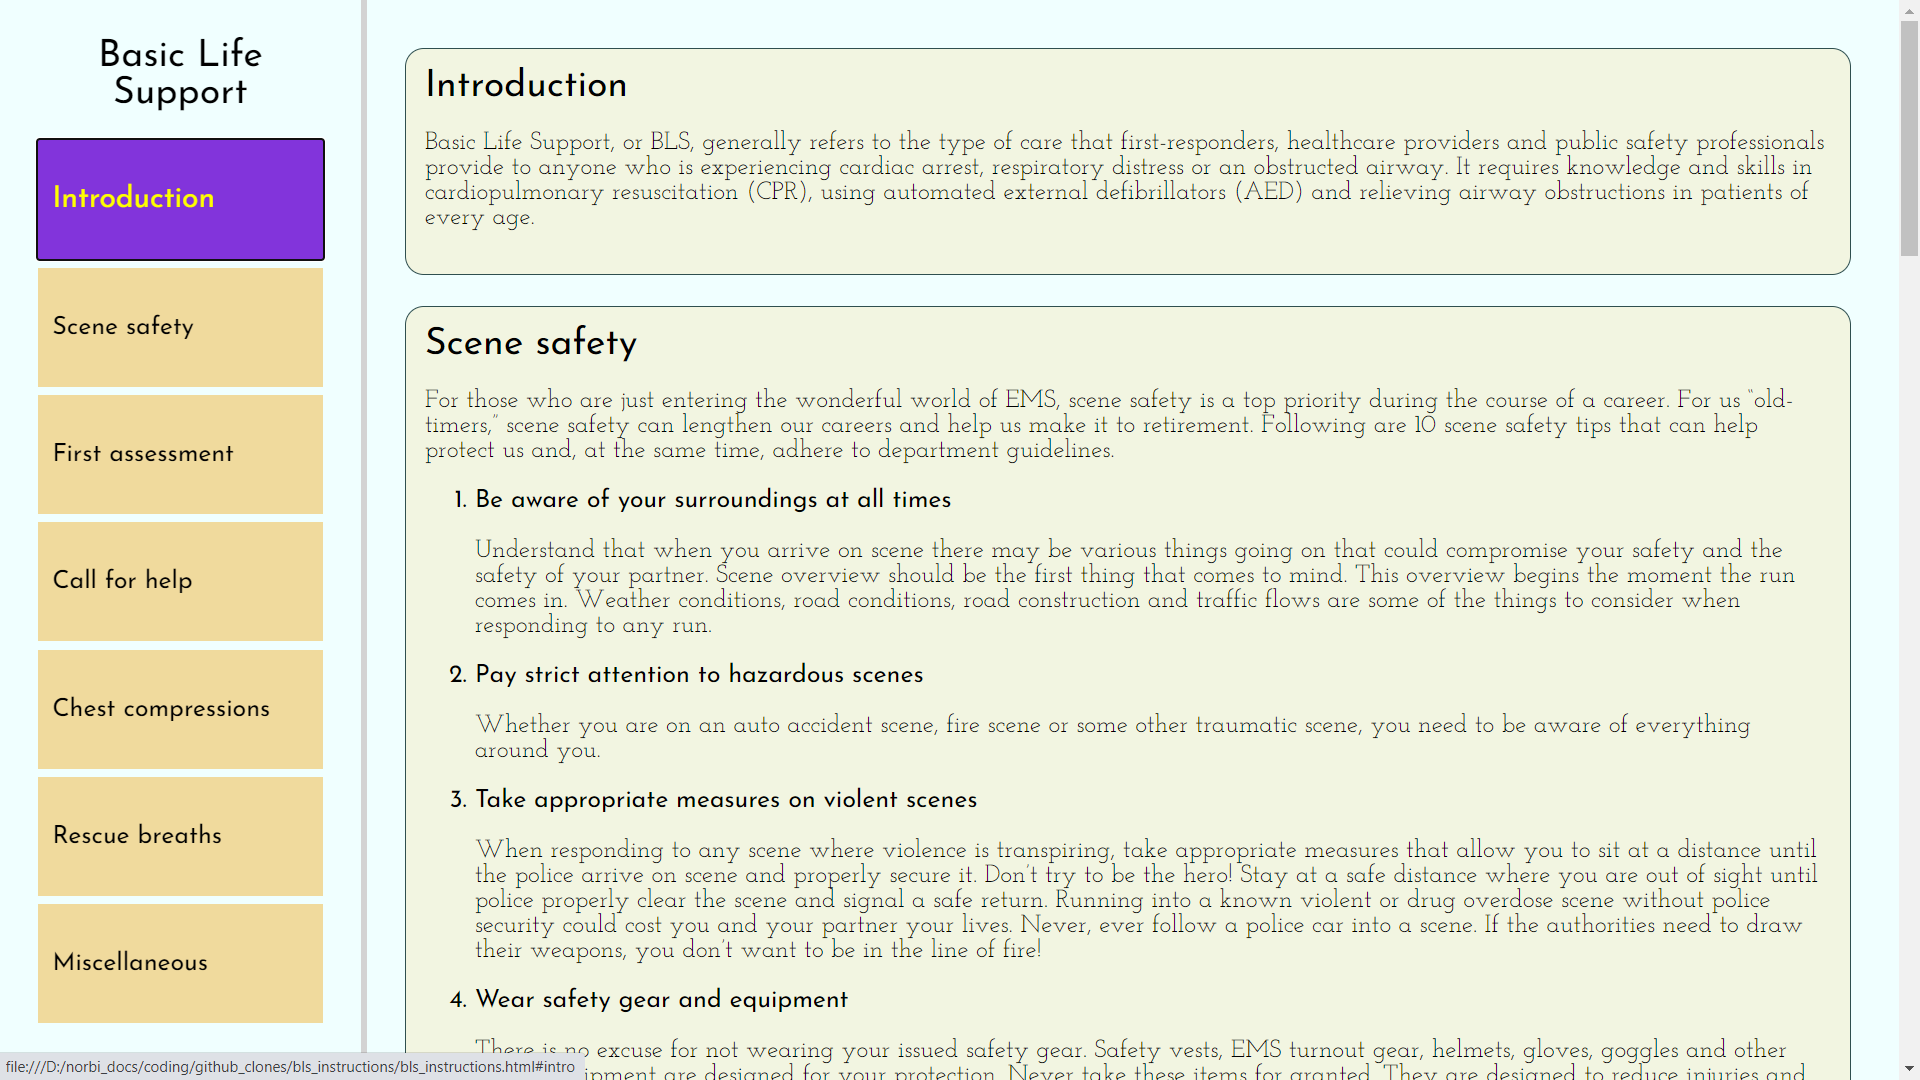 Basic Life
Support
Introduction
Scene safety
First assessment
Call for help
Chest compressions
Rescue breaths
Miscellaneous
Introduction
Basic Life Support, or BLS, generally refers to the type of care that first-responders, healthcare providers and public safety professionals
provide to anyone who is experiencing cardiac arrest, respiratory distress or an obstructed airway. It requires knowledge and skills in
cardiopulmonary resuscitation (CPR), using automated external defibrillators (AED) and relieving airway obstructions in patients of
every age.
Scene safety
For those who are just entering the wonderful world of EMS, scene safety is a top priority during the course of a career. For us “old-
timers,” scene safety can lengthen our careers and help us make it to retirement. Following are 10 scene safety tips that can help
protect us and, at the same time, adhere to department guidelines.
1. Be aware of your surroundings at all times
Understand that when you arrive on scene there may be various things going on that could compromise your safety and the
safety of your partner. Scene overview should be the first thing that comes to mind. This overview begins the moment the run
comes in. Weather conditions, road conditions, road construction and traffic flows are some of the things to consider when
responding to any run.
2. Pay strict attention to hazardous scenes
Whether you are on an auto accident scene, fire scene or some other traumatic scene, you need to be aware of everything
around you.
3. Take appropriate measures on violent scenes
When responding to any scene where violence is transpiring, take appropriate measures that allow you to sit at a distance until
the police arrive on scene and properly secure it. Don’t try to be the hero! Stay at a safe distance where you are out of sight until
police properly clear the scene and signal a safe return. Running into a known violent or drug overdose scene without police
security could cost you and your partner your lives. Never, ever follow a police car into a scene. If the authorities need to draw
their weapons, you don’t want to be in the line of fire!
4. Wear safety gear and equipment
There is no excuse for not wearing your issued safety gear. Safety vests, EMS turnout gear, helmets, gloves, goggles and other
are designed for your protection. Never take these items for granted. They are designed to reduce injuries and
file:///D:/norbi_docs/coding/github_clones/bls_instructions/bls_instructions.html#intro